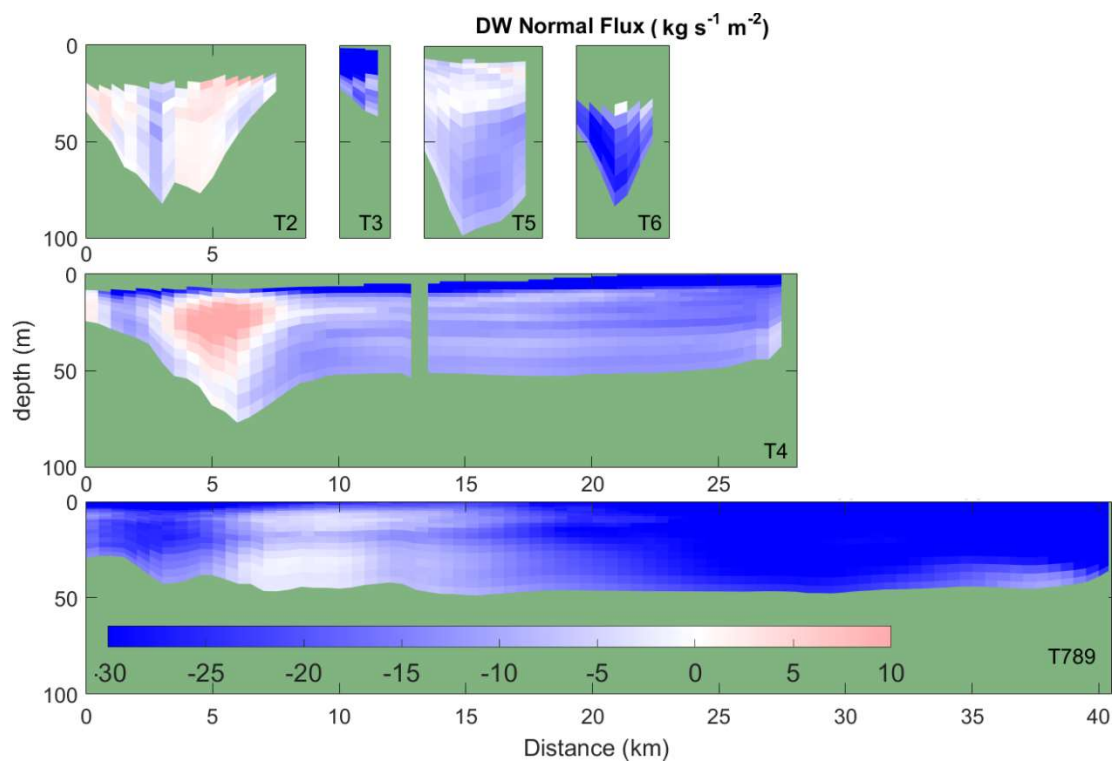 DW Normal Flux ( kg s⁻¹ m⁻²)
0
50
100
T2
T3
T5
T6
0 5
depth (m)
0
50
100
T4
0 5 10 15 20 25
0
50
100
-30 -25 -20 -15 -10 -5 0 5 10
T789
0 5 10 15 20 25 30 35 40
Distance (km)